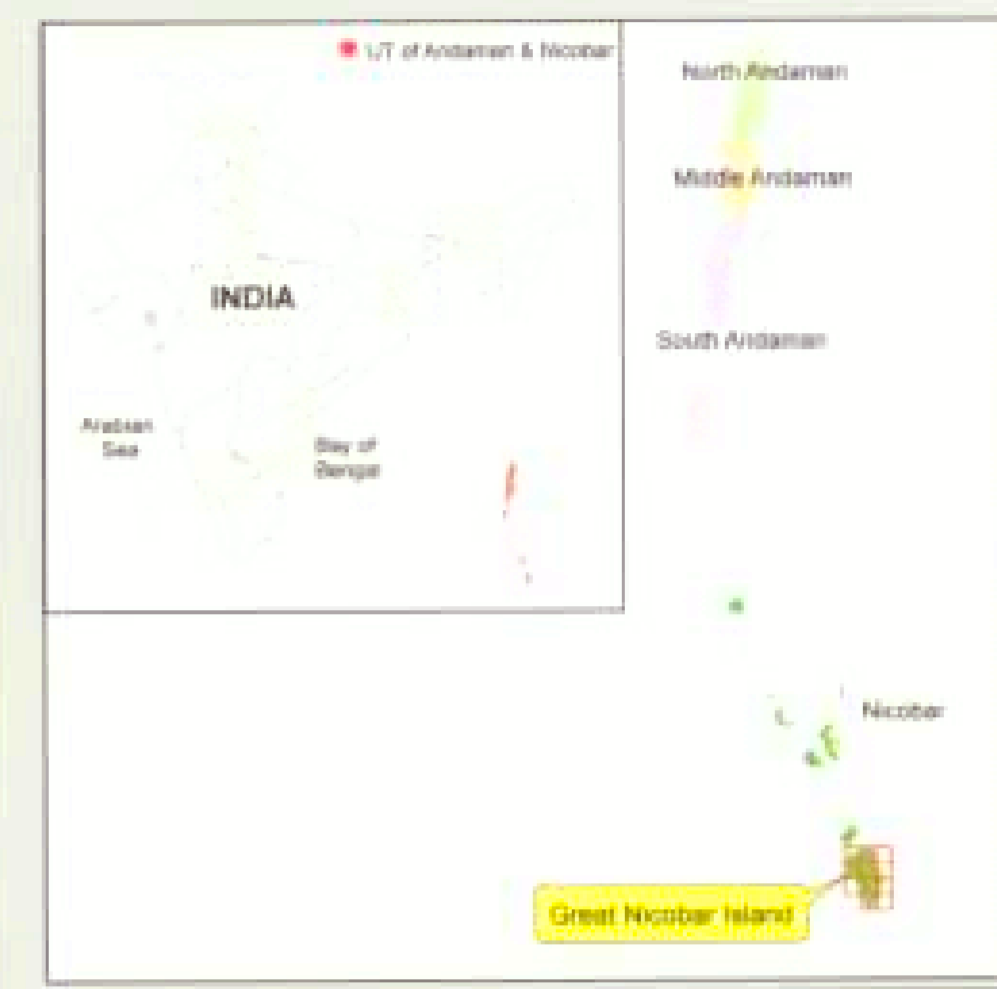 U/T of Andaman & Nicobar
North Andaman
Middle Andaman
INDIA
South Andaman
Arabian
Sea
Bay of
Bengal
Nicobar
Great Nicobar Island